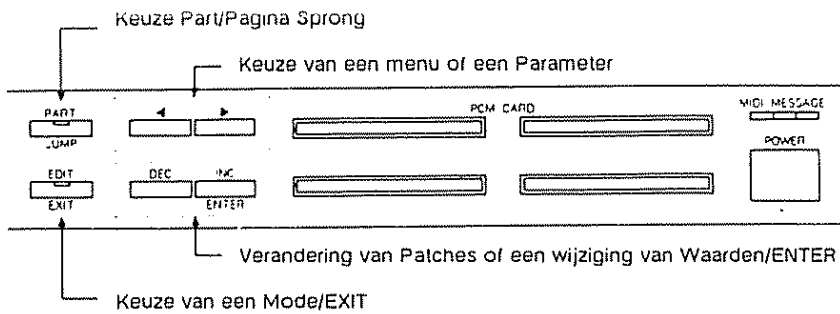 Keuze Part/Pagina Sprong
Keuze van een menu of een Parameter
PART
◄ ►
PCM CARD
MIDI MESSAGE
JUMP
POWER
EDIT
DEC
INC
EXIT
ENTER
Verandering van Patches of een wijziging van Waarden/ENTER
Keuze van een Mode/EXIT